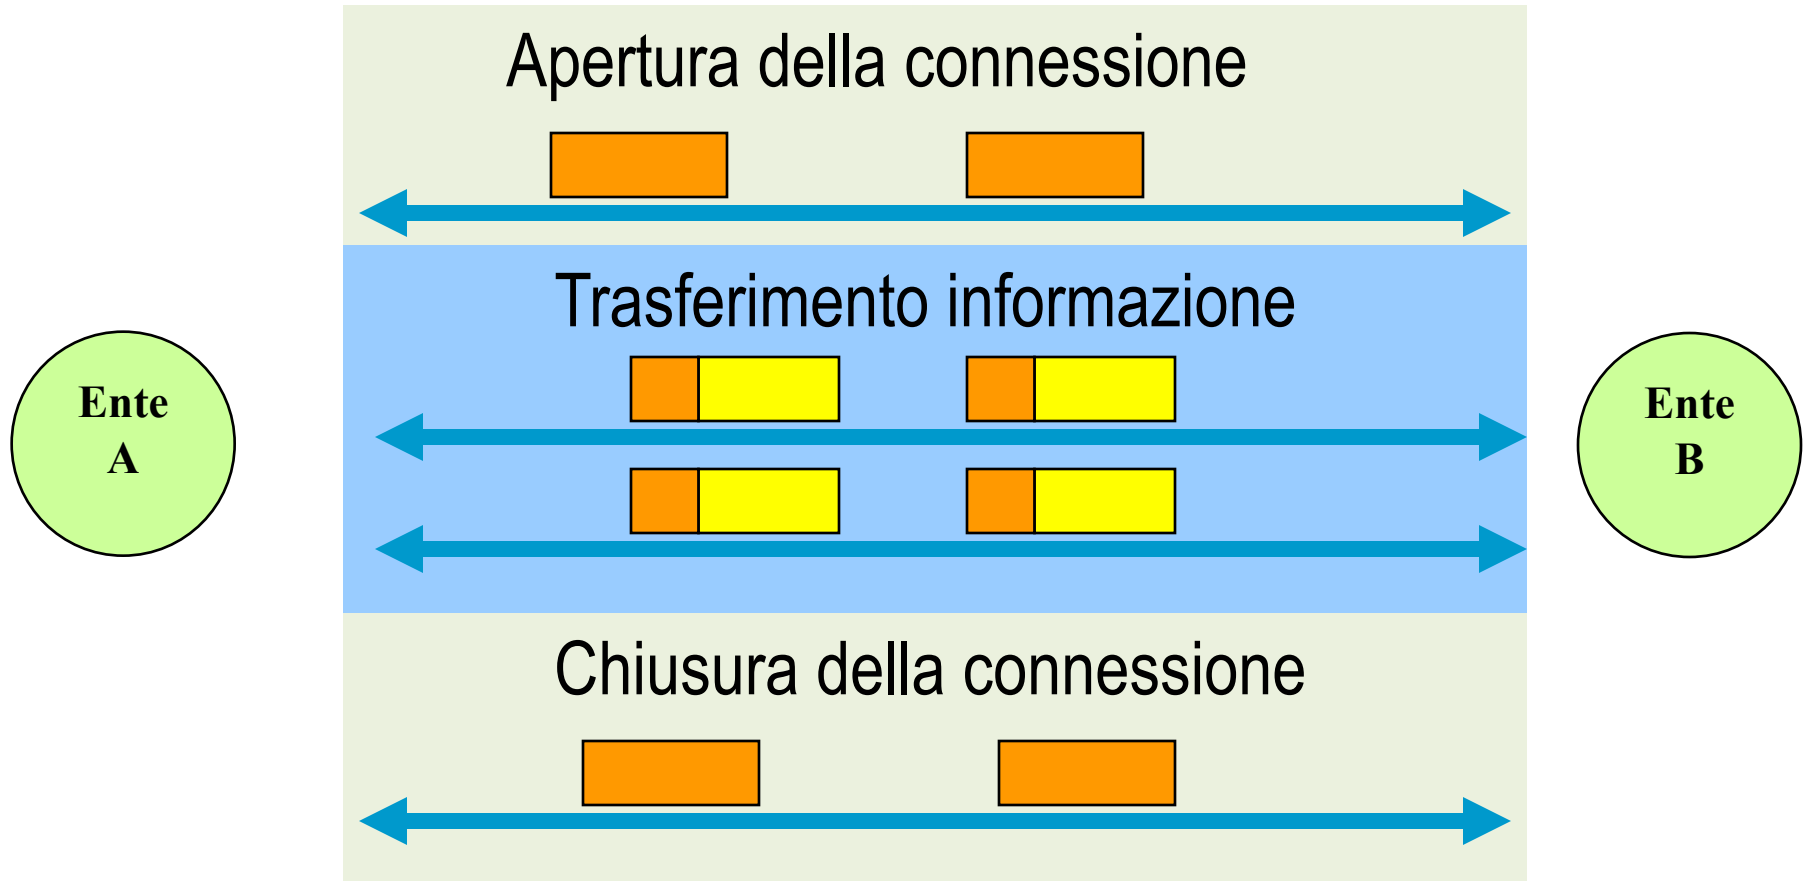 Apertura della connessione
Trasferimento informazione
Ente
A
Ente
B
Chiusura della connessione